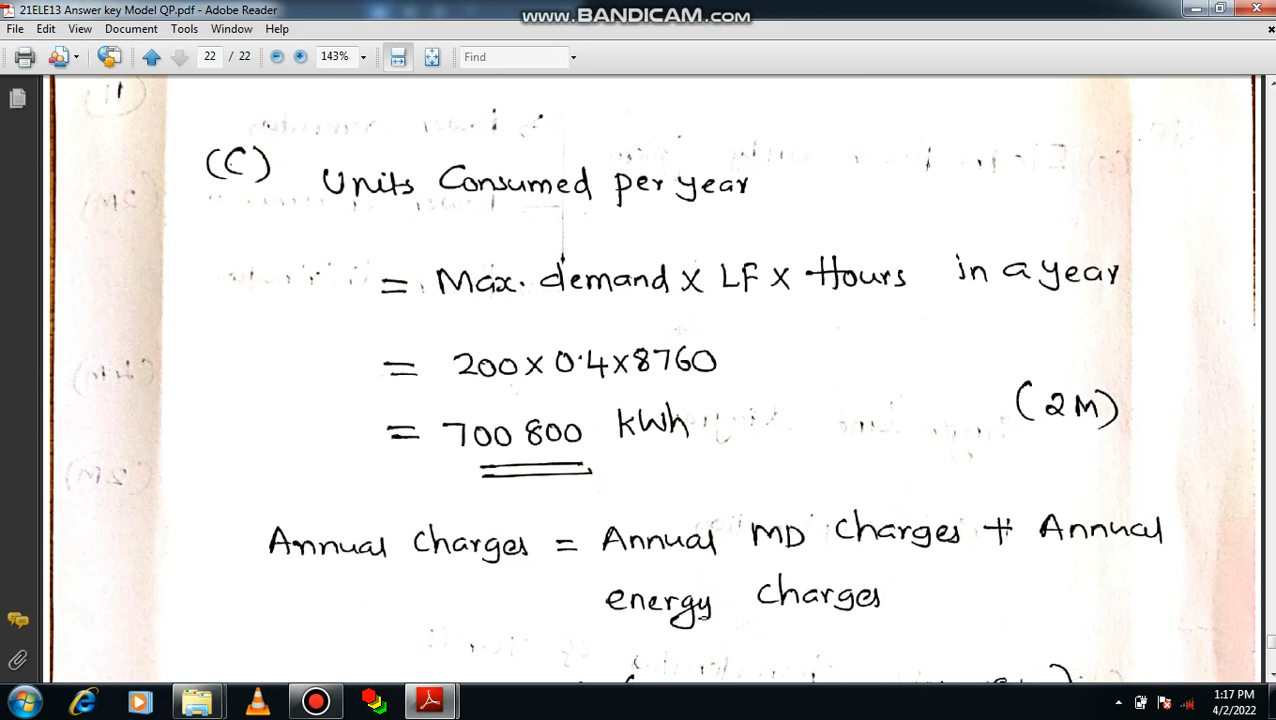 21ELE13 Answer key Model QP.pdf - Adobe Reader
www.BANDICAM.com
File Edit View Document Tools Window Help
22 / 22 143% Find
(C) Units Consumed per year
= Max. demand x LF x Hours in a year
= 200 x 0.4 x 8760
= 700 800 kWh (2M)
Annual Charges = Annual MD Charges + Annual
energy charges
1:17 PM
4/2/2022